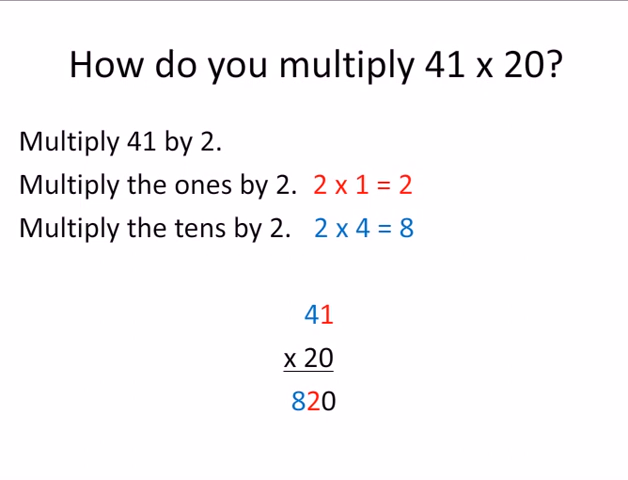 How do you multiply 41 x 20?
Multiply 41 by 2.
Multiply the ones by 2. 2 x 1 = 2
Multiply the tens by 2. 2 x 4 = 8
41
x 20
820